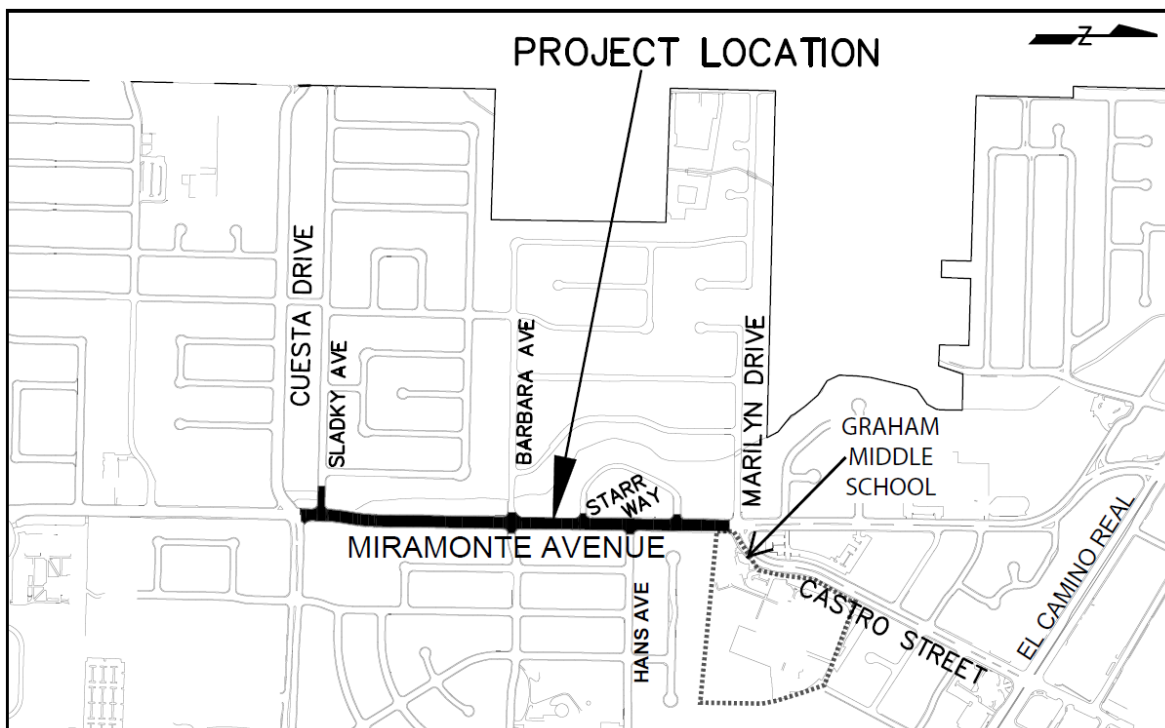 Z
PROJECT LOCATION
CUESTA DRIVE
SLADKY AVE
BARBARA AVE
MARILYN DRIVE
GRAHAM
MIDDLE
SCHOOL
STARR
WAY
MIRAMONTE AVENUE
HANS AVE
CASTRO STREET
EL CAMINO REAL